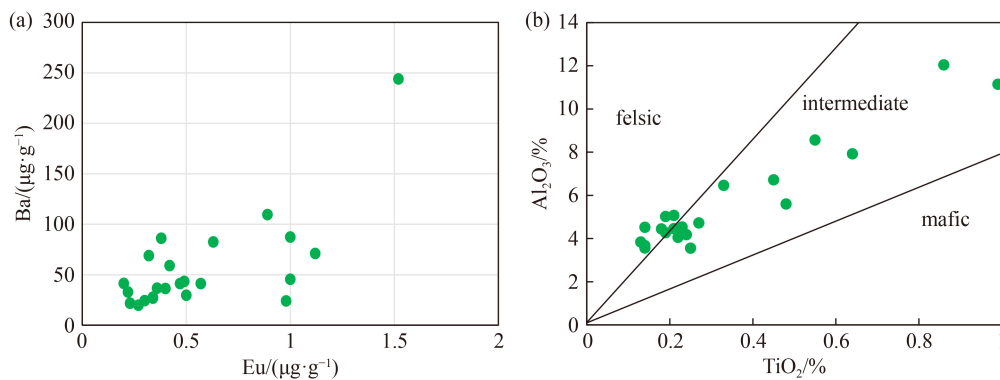 (a)
300
250
200
150
100
50
0
Ba/(μg·g⁻¹)
0 0.5 1 1.5 2
Eu/(μg·g⁻¹)
(b)
14
12
10
8
6
4
2
0
Al₂O₃/%
felsic
intermediate
mafic
0 0.2 0.4 0.6 0.8
TiO₂/%